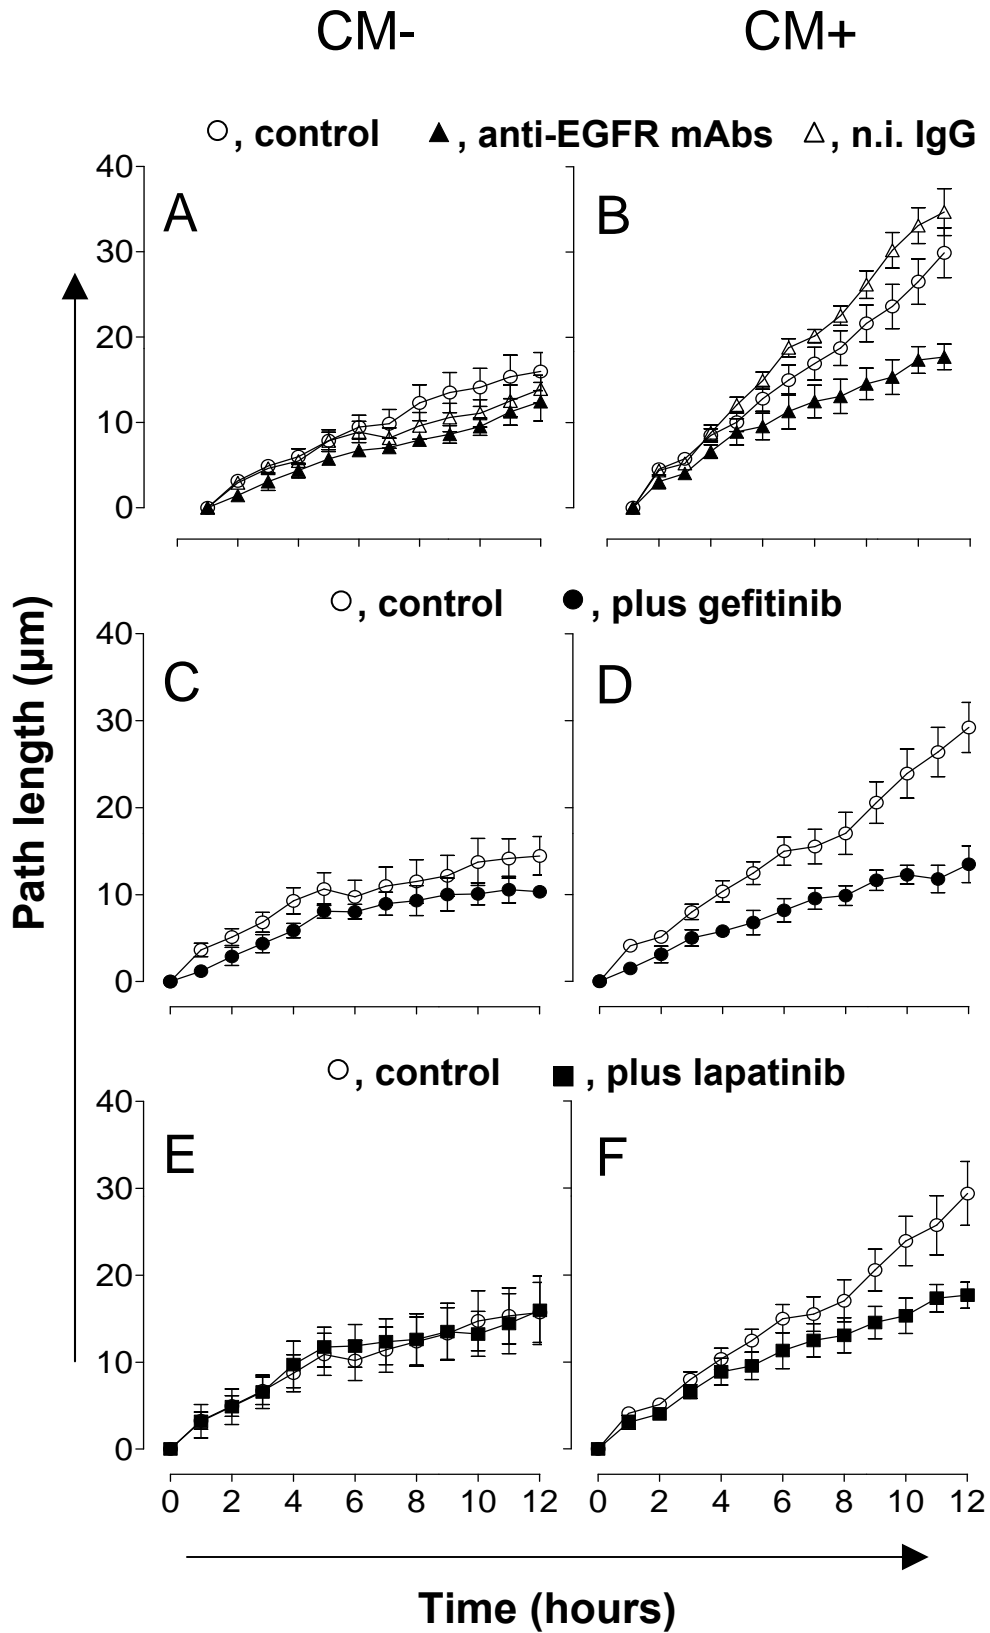 CM- CM+
, control , anti-EGFR mAbs , n.i. IgG
40
30
20
10
0
A
B
, control , plus gefitinib
40
30
20
10
0
C
D
, control , plus lapatinib
40
30
20
10
0
E
F
0 2 4 6 8 10 12 0 2 4 6 8 10 12
Path length (µm)
Time (hours)